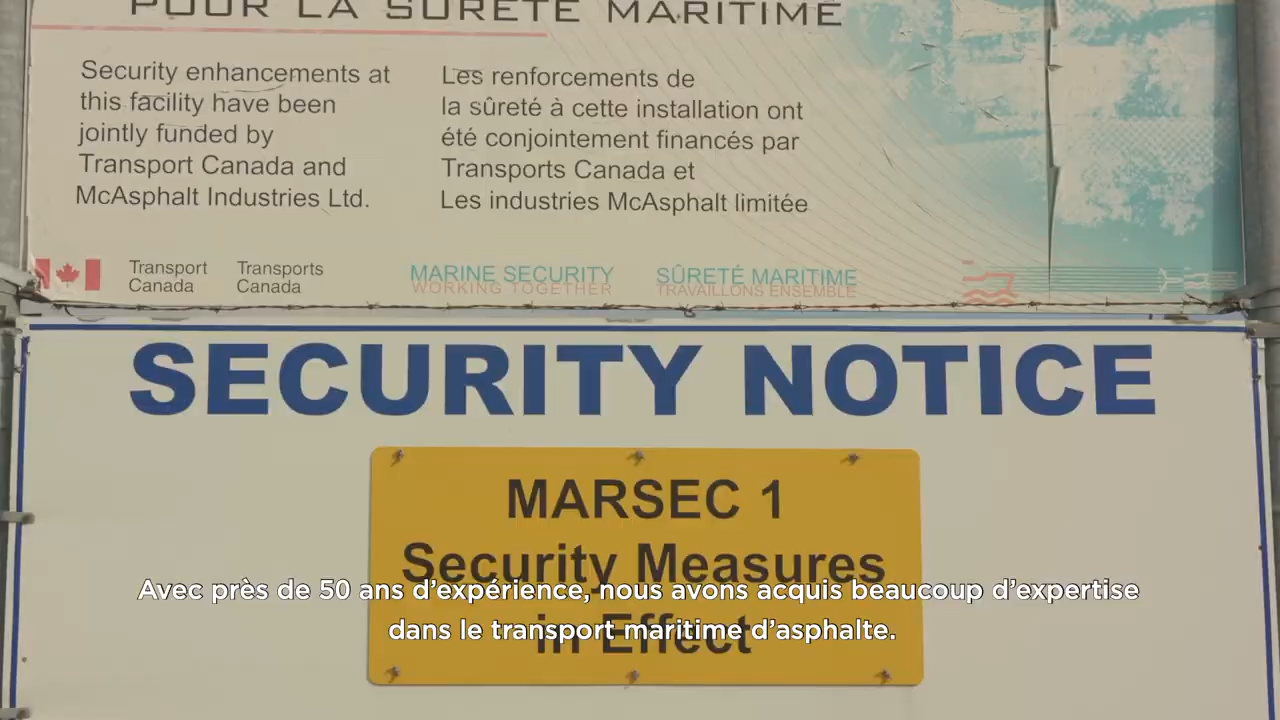 POUR LA SÛRETÉ MARITIME
Security enhancements at
this facility have been
jointly funded by
Transport Canada and
McAsphalt Industries Ltd.
Les renforcements de
la sûreté à cette installation ont
été conjointement financés par
Transports Canada et
Les industries McAsphalt limitée
Transport
Canada
Transports
Canada
MARINE SECURITY
WORKING TOGETHER
SÛRETÉ MARITIME
TRAVAILLONS ENSEMBLE
SECURITY NOTICE
MARSEC 1
Security Measures
in Effect
Avec près de 50 ans d’expérience, nous avons acquis beaucoup d’expertise
dans le transport maritime d’asphalte.